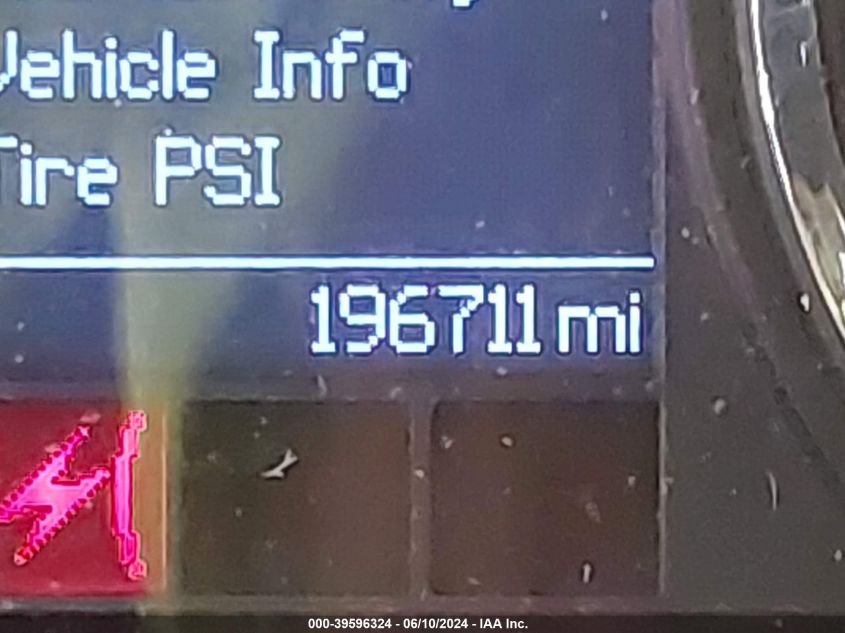 Vehicle Info
Tire PSI
196711 mi
000-39596324 - 06/10/2024 - IAA Inc.